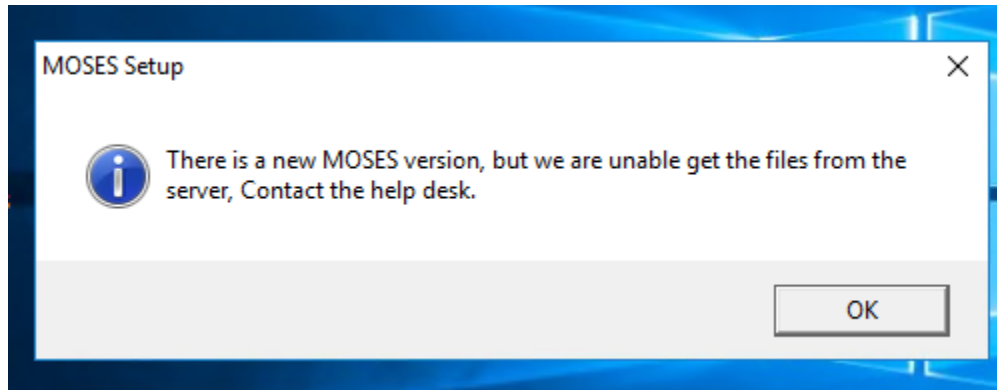 MOSES Setup
There is a new MOSES version, but we are unable get the files from the
server, Contact the help desk.
OK